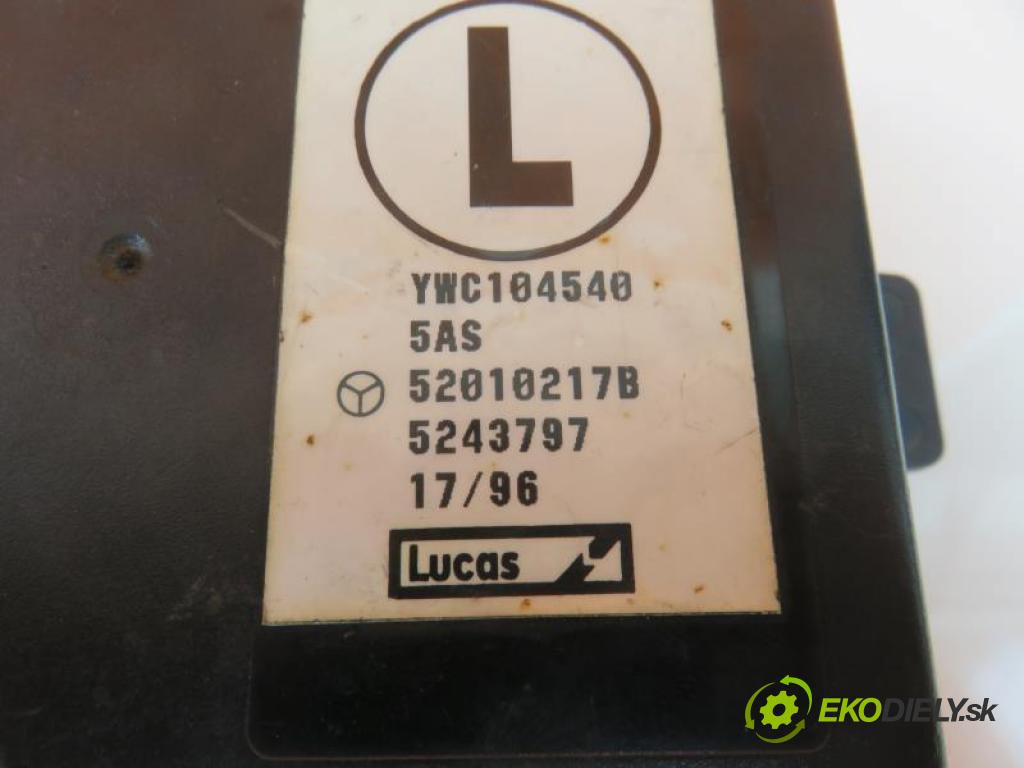 L
YWC104540
5AS
52010217B
5243797
17/96
Lucas
EKODIELY.sk